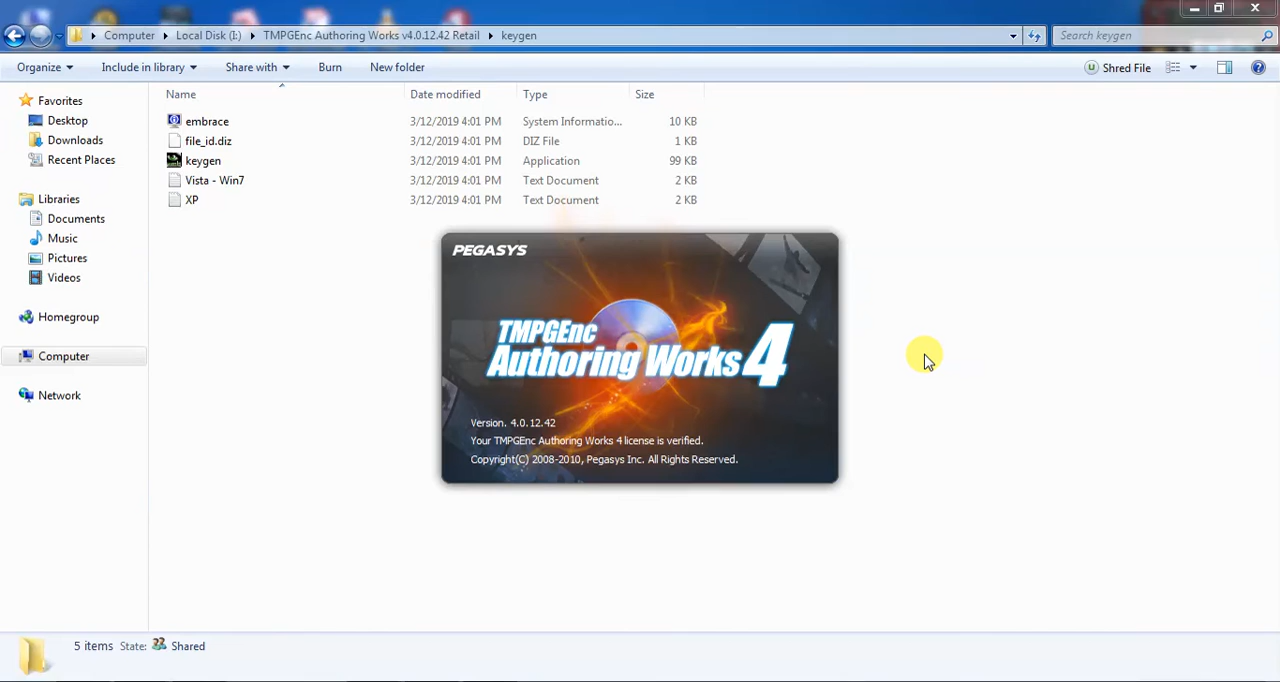 Computer Local Disk (I:) TMPGEnc Authoring Works v4.0.12.42 Retail keygen Search keygen
Organize Include in library Share with Burn New folder Shred File
Name Date modified Type Size
Favorites
Desktop
Downloads
Recent Places
Libraries
Documents
Music
Pictures
Videos
Homegroup
Computer
Network
embrace 3/12/2019 4:01 PM System Informatio... 10 KB
file_id.diz 3/12/2019 4:01 PM DIZ File 1 KB
keygen 3/12/2019 4:01 PM Application 99 KB
Vista - Win7 3/12/2019 4:01 PM Text Document 2 KB
XP 3/12/2019 4:01 PM Text Document 2 KB
PEGASYS
TMPGEnc
Authoring Works 4
Version. 4.0.12.42
Your TMPGEnc Authoring Works 4 license is verified.
Copyright(C) 2008-2010, Pegasys Inc. All Rights Reserved.
5 items State: Shared